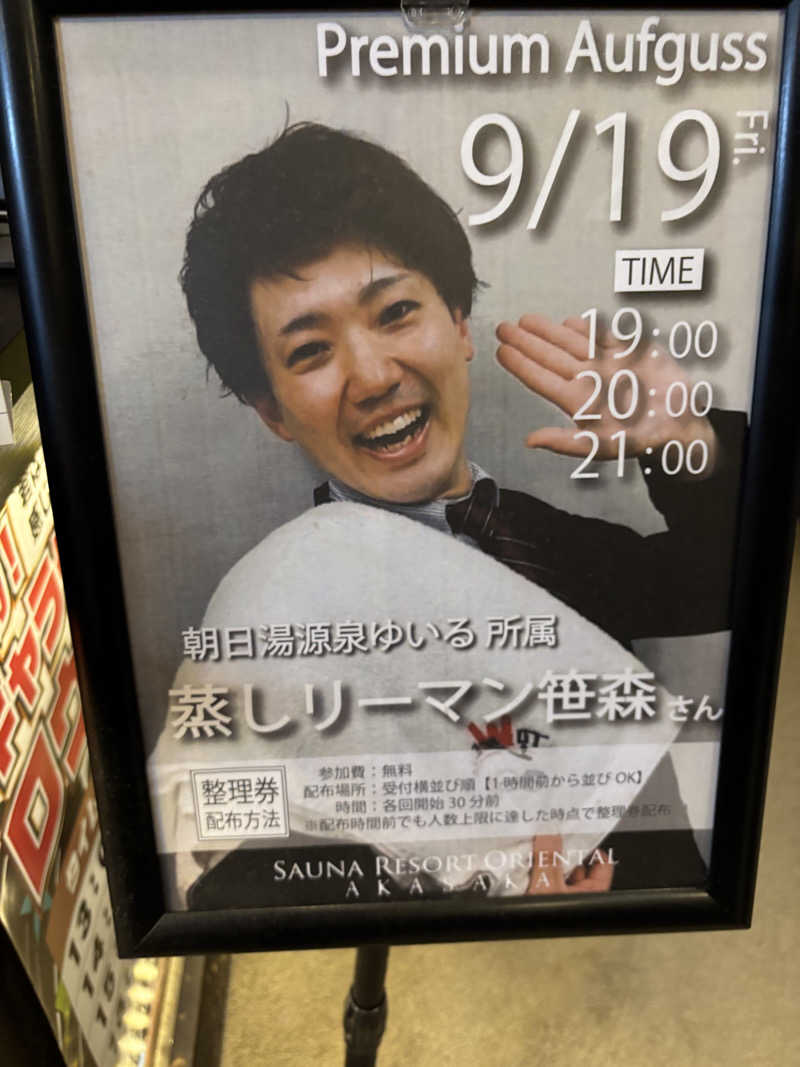 Premium Aufguss
9/19 Fri.
TIME
19:00
20:00
21:00
朝日湯源泉ゆいる 所属
蒸しリーマン笹森さん
整理券
配布方法
参加費：無料
配布場所：受付横並び順【1時間前から並びOK】
時間：各回開始30分前
※配布時間前でも人数上限に達した時点で整理券配布
SAUNA RESORT ORIENTAL
AKASAKA